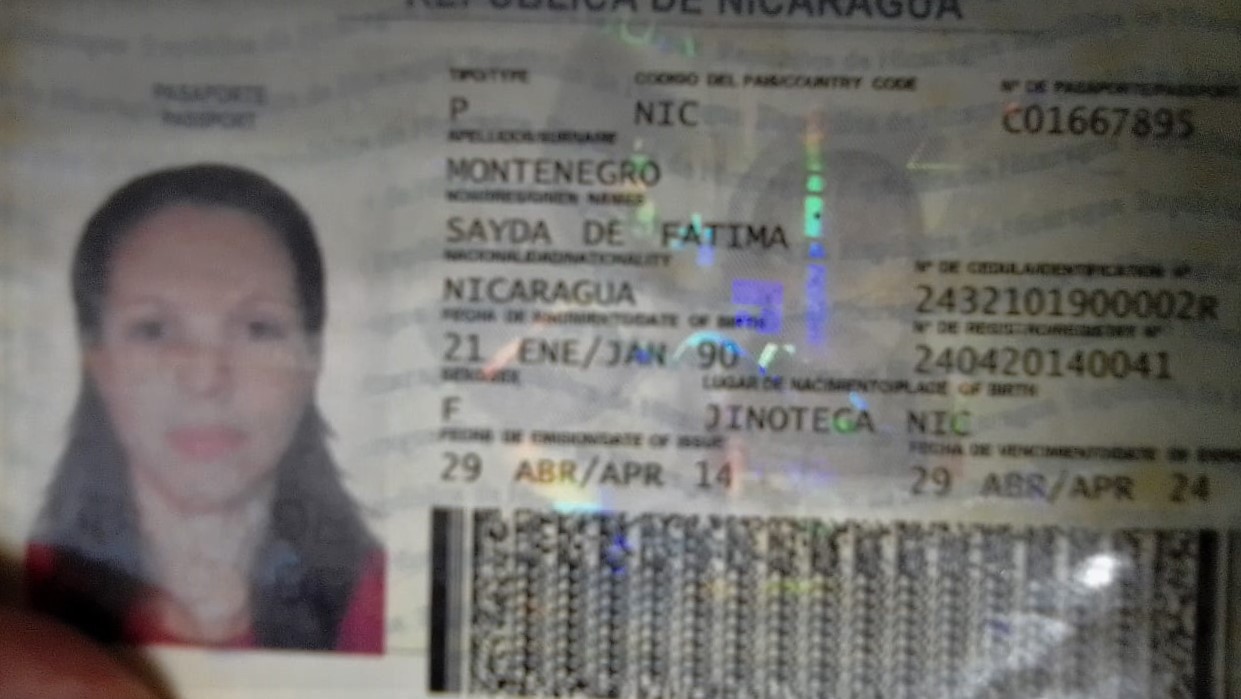 REPÚBLICA DE NICARAGUA
PASAPORTE
PASSPORT
TIPO/TYPE CODIGO DEL PAIS/COUNTRY CODE Nº DE PASAPORTE/PASSPORT
P NIC C01667895
APELLIDOS/SURNAME
MONTENEGRO
NOMBRES/GIVEN NAMES
SAYDA DE FATIMA
NACIONALIDAD/NATIONALITY Nº DE CEDULA/IDENTIFICATION Nº
NICARAGUA 2432101900002R
FECHA DE NACIMIENTO/DATE OF BIRTH Nº DE REGISTRO/REGISTER Nº
21 ENE/JAN 90 240420140041
SEXO/SEX LUGAR DE NACIMIENTO/PLACE OF BIRTH
F JINOTEGA NIC
FECHA DE EMISION/DATE OF ISSUE FECHA DE VENCIMIENTO/DATE OF
29 ABR/APR 14 29 ABR/APR 24